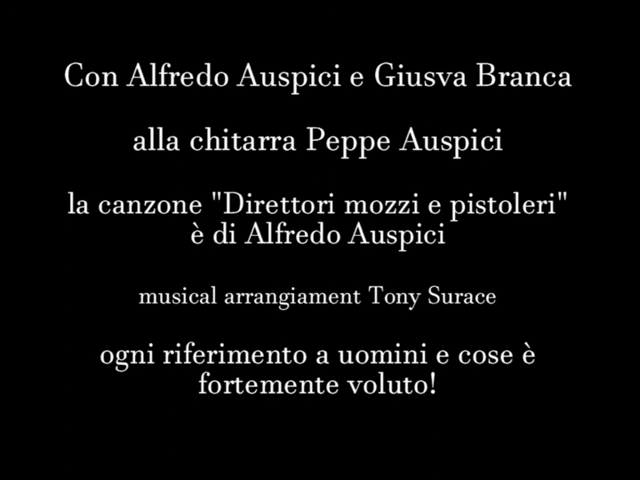 Con Alfredo Auspici e Giusva Branca
alla chitarra Peppe Auspici
la canzone "Direttori mozzi e pistoleri"
è di Alfredo Auspici
musical arrangiament Tony Surace
ogni riferimento a uomini e cose è
fortemente voluto!